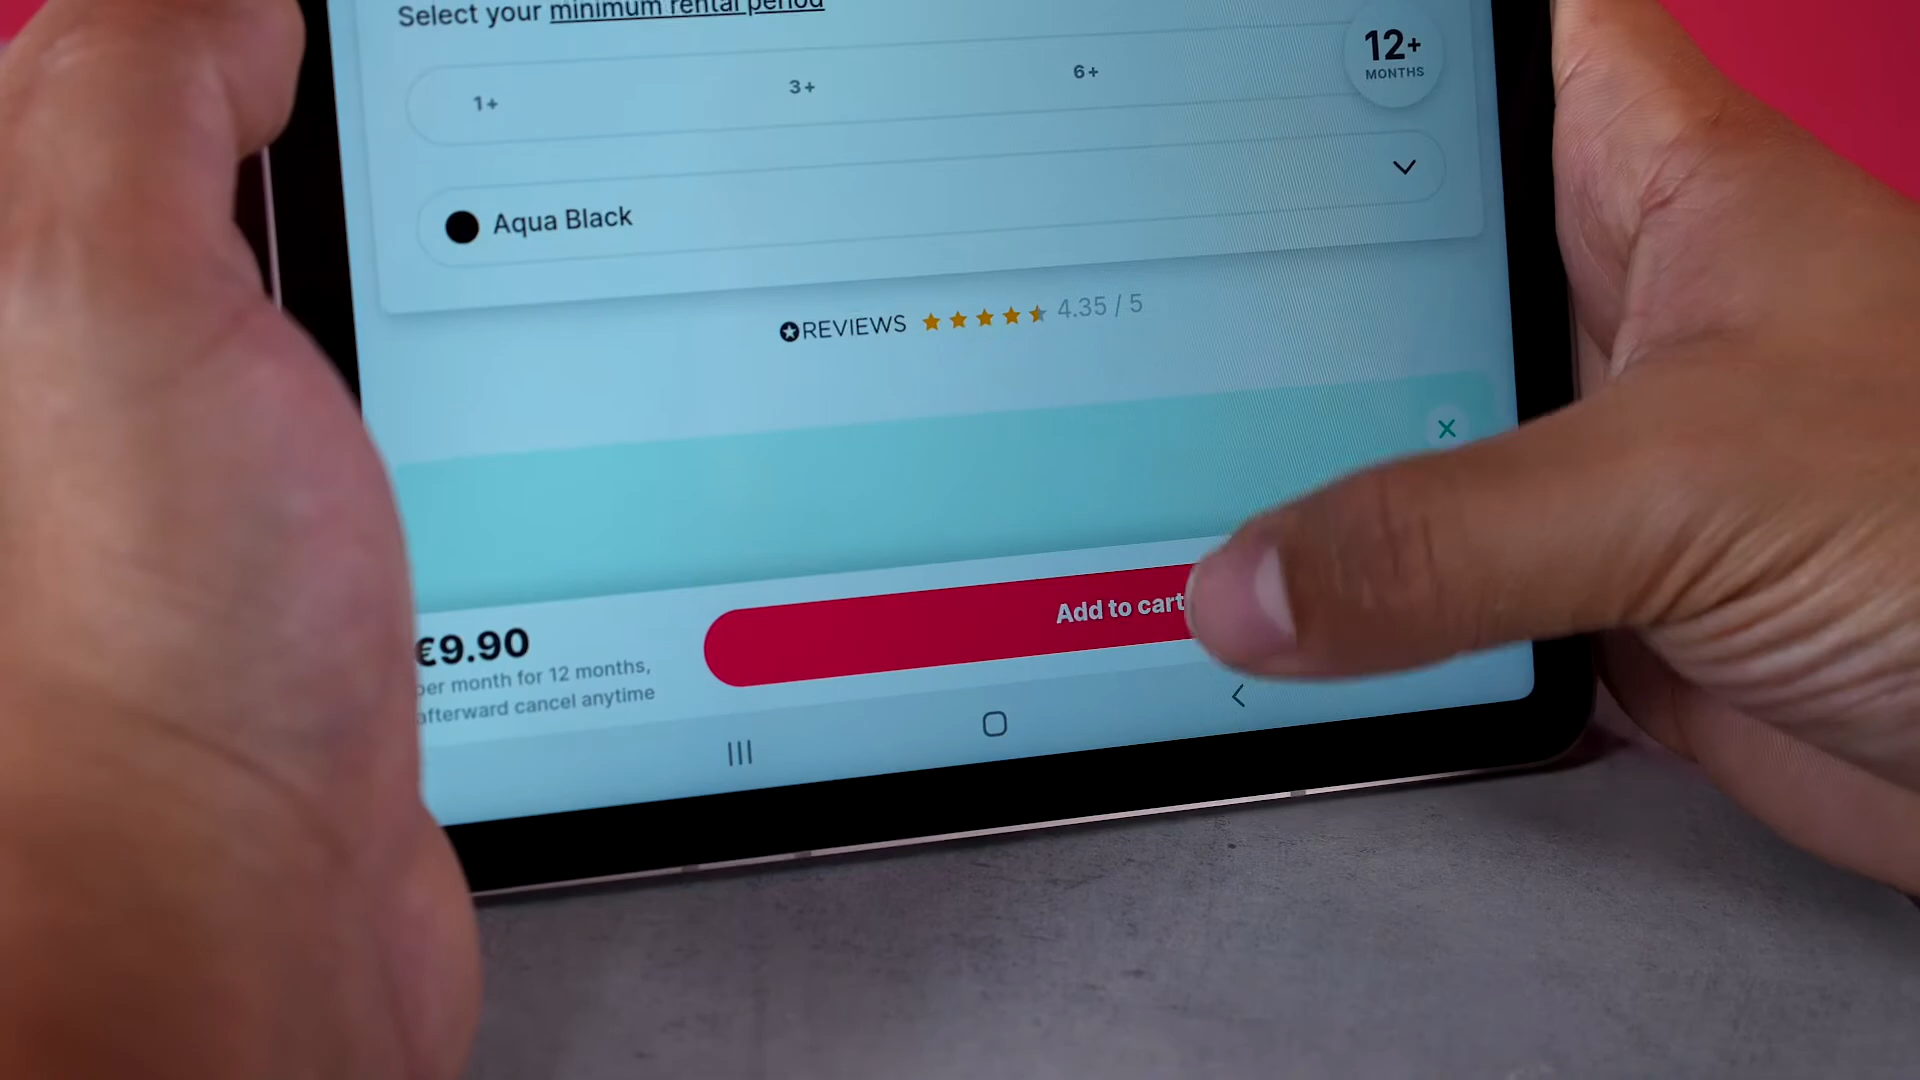 Select your minimum rental period
1+
3+
6+
12+
MONTHS
Aqua Black
REVIEWS 4.35 / 5
€9.90
per month for 12 months,
afterward cancel anytime
Add to cart